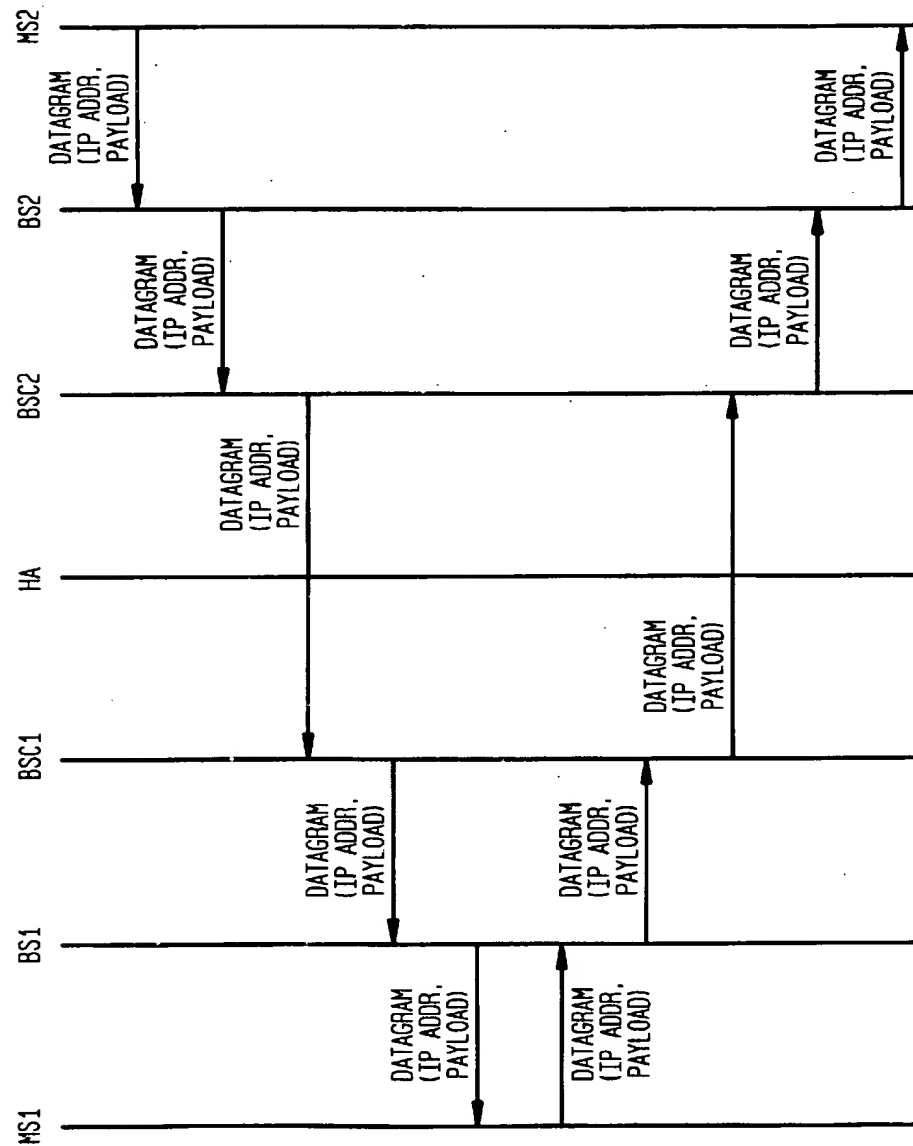 MS1
BS1
BSC1
HA
BSC2
BS2
MS2
DATAGRAM
(IP ADDR,
PAYLOAD)
DATAGRAM
(IP ADDR,
PAYLOAD)
DATAGRAM
(IP ADDR,
PAYLOAD)
DATAGRAM
(IP ADDR,
PAYLOAD)
DATAGRAM
(IP ADDR,
PAYLOAD)
DATAGRAM
(IP ADDR,
PAYLOAD)
DATAGRAM
(IP ADDR,
PAYLOAD)
DATAGRAM
(IP ADDR,
PAYLOAD)
DATAGRAM
(IP ADDR,
PAYLOAD)
DATAGRAM
(IP ADDR,
PAYLOAD)